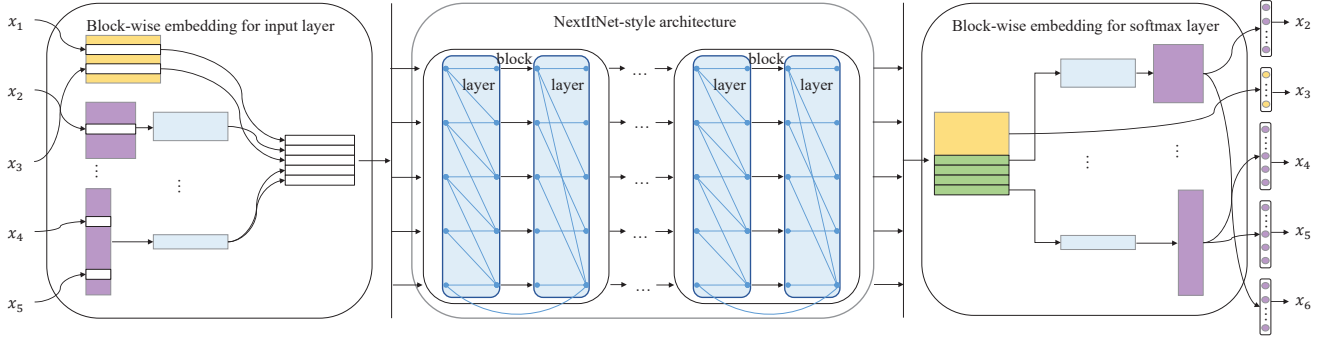 Block-wise embedding for input layer
x1
x2
x3
x4
x5
⋮
⋮
NextItNet-style architecture
block
layer
layer
...
...
...
...
...
block
layer
layer
Block-wise embedding for softmax layer
⋮
⋮
x2
x3
x4
x5
x6